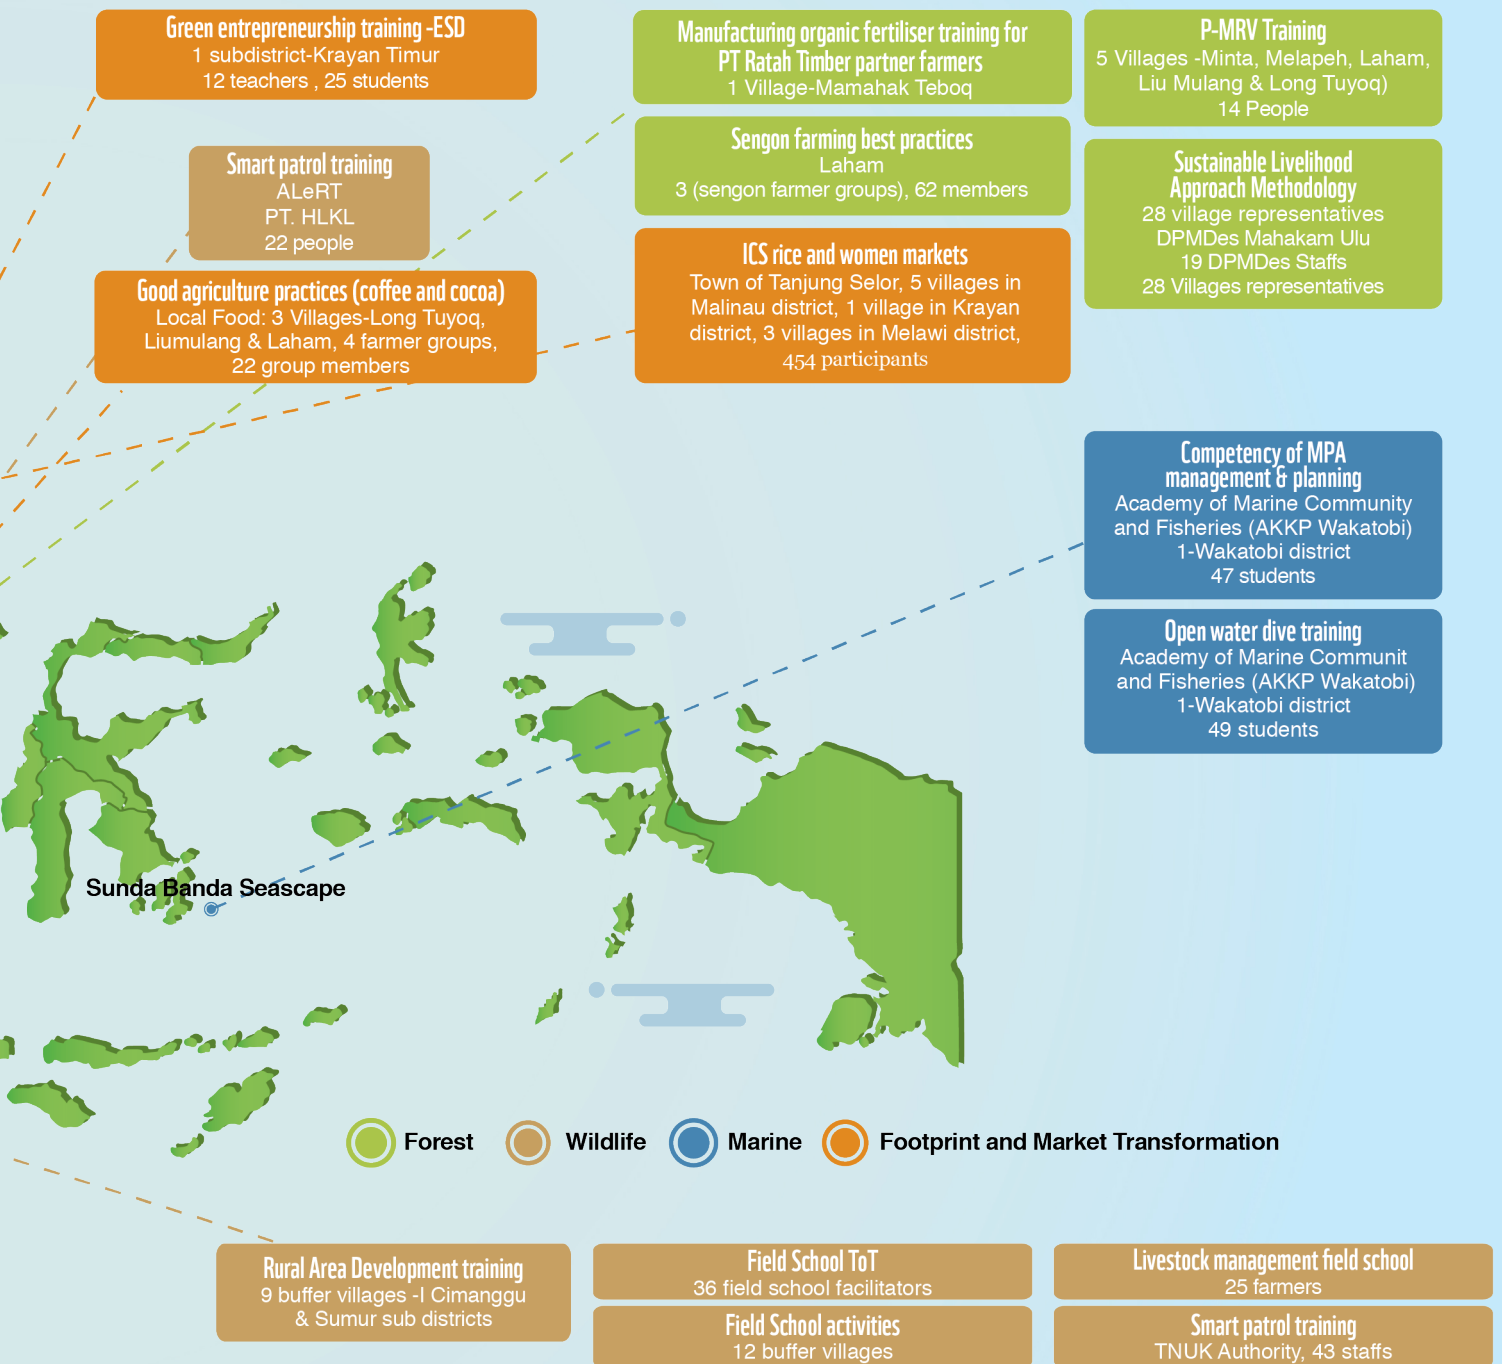 Green entrepreneurship training -ESD
1 subdistrict-Krayan Timur
12 teachers , 25 students
Smart patrol training
ALeRT
PT. HLKL
22 people
Good agriculture practices (coffee and cocoa)
Local Food: 3 Villages-Long Tuyoq,
Liumulang & Laham, 4 farmer groups,
22 group members
Manufacturing organic fertiliser training for
PT Ratah Timber partner farmers
1 Village-Mamahak Teboq
Sengon farming best practices
Laham
3 (sengon farmer groups), 62 members
ICS rice and women markets
Town of Tanjung Selor, 5 villages in
Malinau district, 1 village in Krayan
district, 3 villages in Melawi district,
454 participants
P-MRV Training
5 Villages -Minta, Melapeh, Laham,
Liu Mulang & Long Tuyoq)
14 People
Sustainable Livelihood
Approach Methodology
28 village representatives
DPMDes Mahakam Ulu
19 DPMDes Staffs
28 Villages representatives
Competency of MPA
management & planning
Academy of Marine Community
and Fisheries (AKKP Wakatobi)
1-Wakatobi district
47 students
Open water dive training
Academy of Marine Communit
and Fisheries (AKKP Wakatobi)
1-Wakatobi district
49 students
Sunda Banda Seascape
Forest
Wildlife
Marine
Footprint and Market Transformation
Rural Area Development training
9 buffer villages -I Cimanggu
& Sumur sub districts
Field School ToT
36 field school facilitators
Field School activities
12 buffer villages
Livestock management field school
25 farmers
Smart patrol training
TNUK Authority, 43 staffs